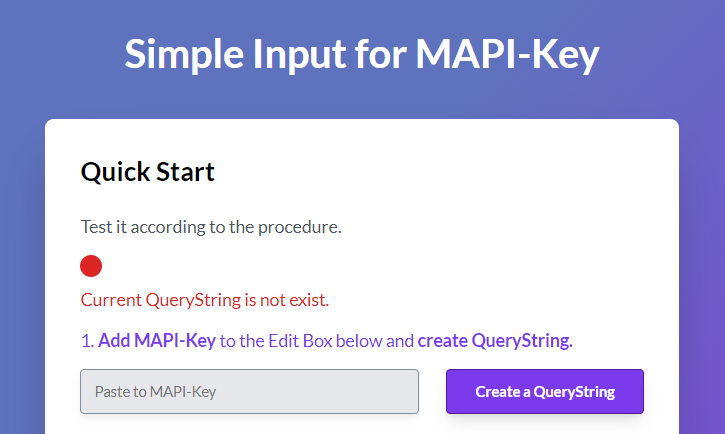 Simple Input for MAPI-Key
Quick Start
Test it according to the procedure.
Current QueryString is not exist.
1. Add MAPI-Key to the Edit Box below and create QueryString.
Paste to MAPI-Key
Create a QueryString